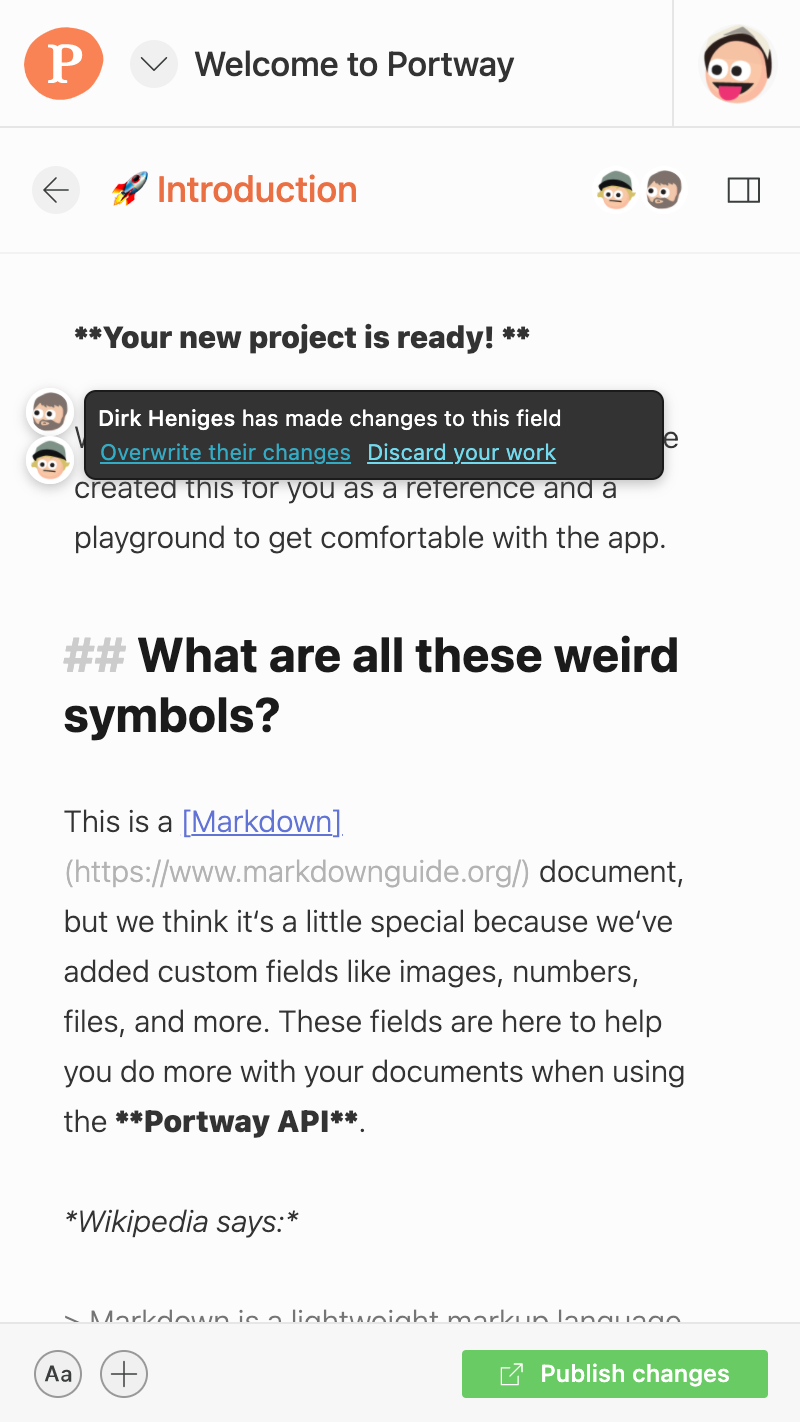 P
Welcome to Portway
🚀 Introduction
**Your new project is ready! **
Dirk Heniges has made changes to this field
Overwrite their changes Discard your work
created this for you as a reference and a
playground to get comfortable with the app.
## What are all these weird
symbols?
This is a [Markdown]
(https://www.markdownguide.org/) document,
but we think it‘s a little special because we‘ve
added custom fields like images, numbers,
files, and more. These fields are here to help
you do more with your documents when using
the **Portway API**.
*Wikipedia says:*
> Markdown is a lightweight markup language
Aa
Publish changes